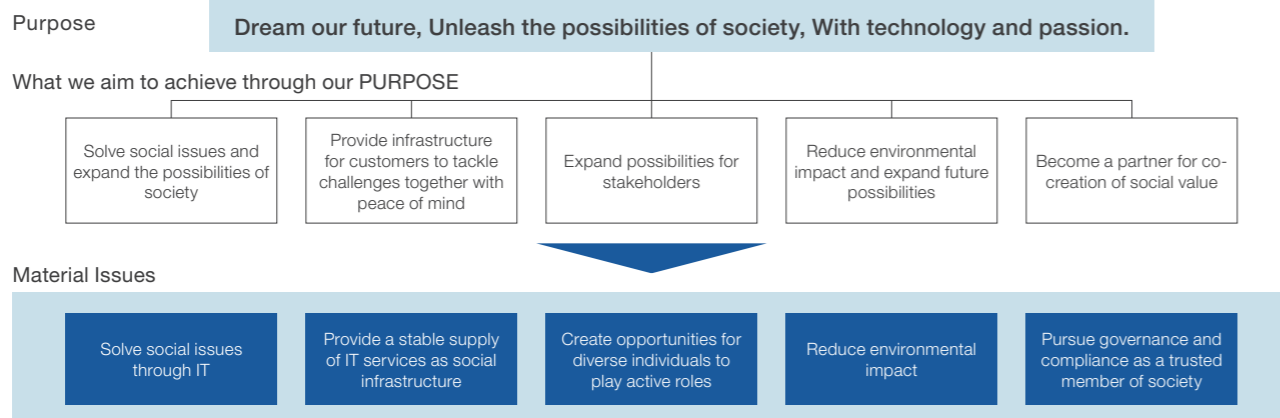 Purpose
Dream our future, Unleash the possibilities of society, With technology and passion.
What we aim to achieve through our PURPOSE
Solve social issues and
expand the possibilities of
society
Provide infrastructure
for customers to tackle
challenges together with
peace of mind
Expand possibilities for
stakeholders
Reduce environmental
impact and expand future
possibilities
Become a partner for co-
creation of social value
Material Issues
Solve social issues
through IT
Provide a stable supply
of IT services as social
infrastructure
Create opportunities for
diverse individuals to
play active roles
Reduce environmental
impact
Pursue governance and
compliance as a trusted
member of society